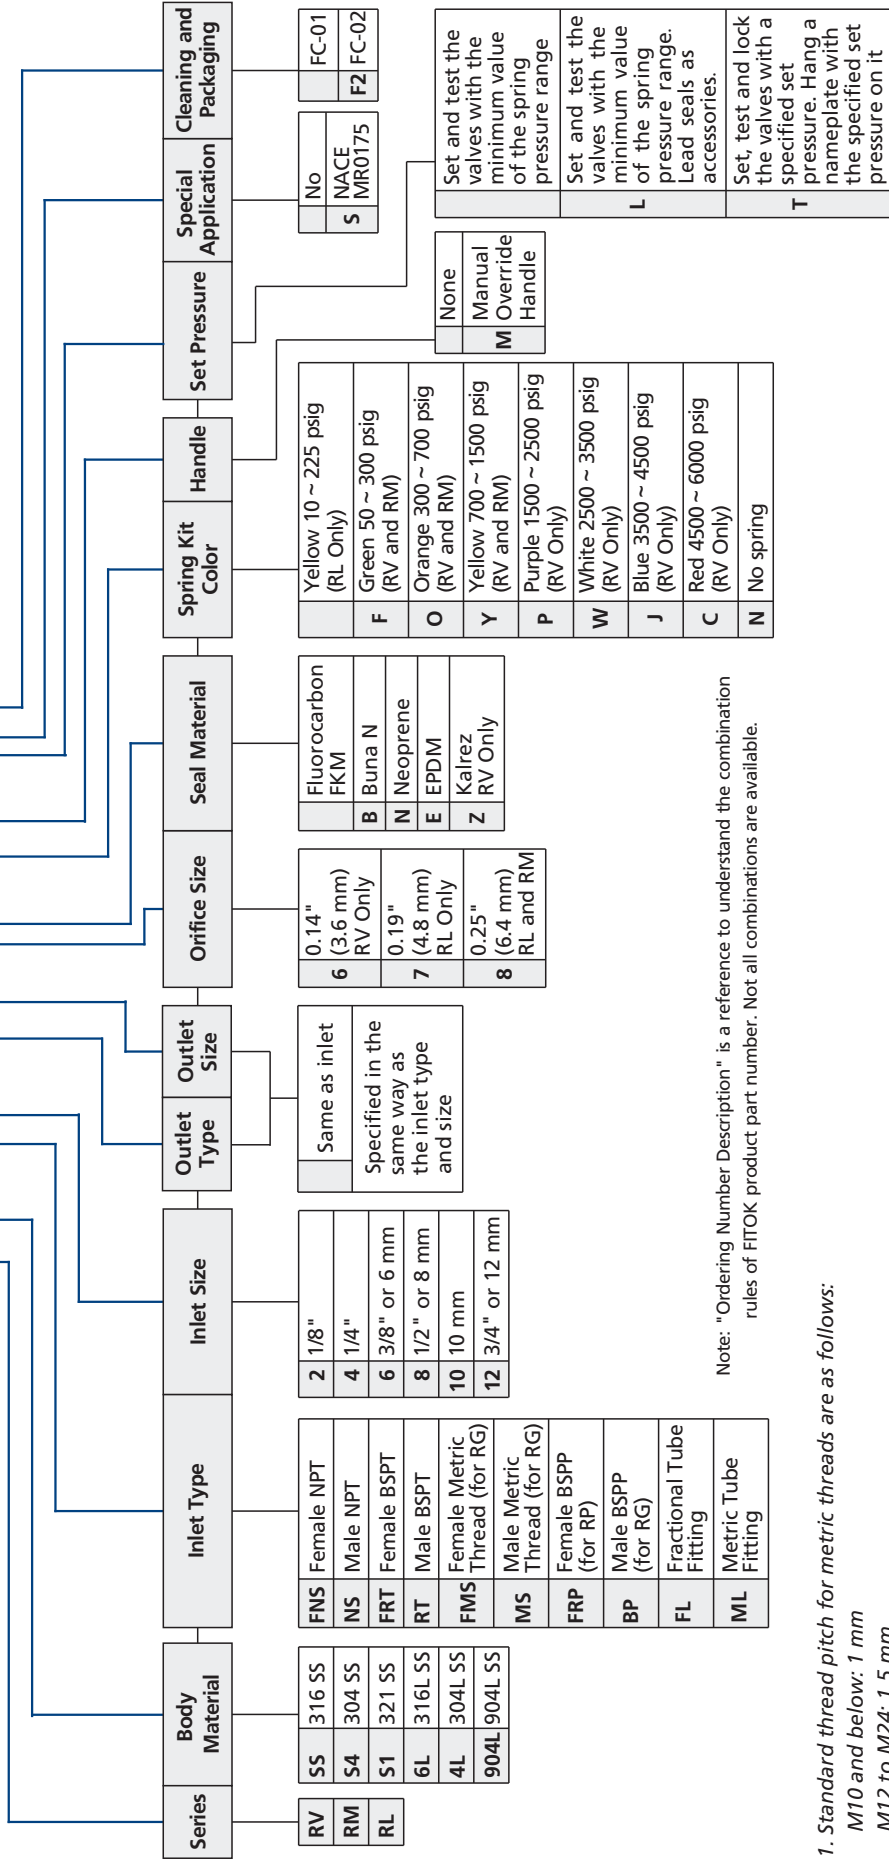 Series
RV
RM
RL
Body
Material
SS 316 SS
S4 304 SS
S1 321 SS
6L 316L SS
4L 304L SS
904L 904L SS
Inlet Type
FNS Female NPT
NS Male NPT
FRT Female BSPT
RT Male BSPT
FMS Female Metric
Thread (for RG)
MS Male Metric
Thread (for RG)
FRP Female BSPP
(for RP)
BP Male BSPP
(for RG)
FL Fractional Tube
Fitting
ML Metric Tube
Fitting
Inlet Size
2 1/8"
4 1/4"
6 3/8" or 6 mm
8 1/2" or 8 mm
10 10 mm
12 3/4" or 12 mm
Outlet
Type
Outlet
Size
Same as inlet
Specified in the
same way as
the inlet type
and size
Orifice Size
6 0.14"
(3.6 mm)
RV Only
7 0.19"
(4.8 mm)
RL Only
8 0.25"
(6.4 mm)
RL and RM
Seal Material
Fluorocarbon
FKM
B Buna N
N Neoprene
E EPDM
Z Kalrez
RV Only
Spring Kit
Color
Yellow 10 ~ 225 psig
(RL Only)
F Green 50 ~ 300 psig
(RV and RM)
O Orange 300 ~ 700 psig
(RV and RM)
Y Yellow 700 ~ 1500 psig
(RV and RM)
P Purple 1500 ~ 2500 psig
(RV Only)
W White 2500 ~ 3500 psig
(RV Only)
J Blue 3500 ~ 4500 psig
(RV Only)
C Red 4500 ~ 6000 psig
(RV Only)
N No spring
Handle
None
M Manual
Override
Handle
Set Pressure
Set and test the
valves with the
minimum value
of the spring
pressure range
L Set and test the
valves with the
minimum value
of the spring
pressure range.
Lead seals as
accessories.
T Set, test and lock
the valves with a
specified set
pressure. Hang a
nameplate with
the specified set
pressure on it
Special
Application
No
S NACE
MR0175
Cleaning and
Packaging
FC-01
F2 FC-02
Note: "Ordering Number Description" is a reference to understand the combination
rules of FITOK product part number. Not all combinations are available.
1. Standard thread pitch for metric threads are as follows:
M10 and below: 1 mm
M12 to M24: 1.5 mm